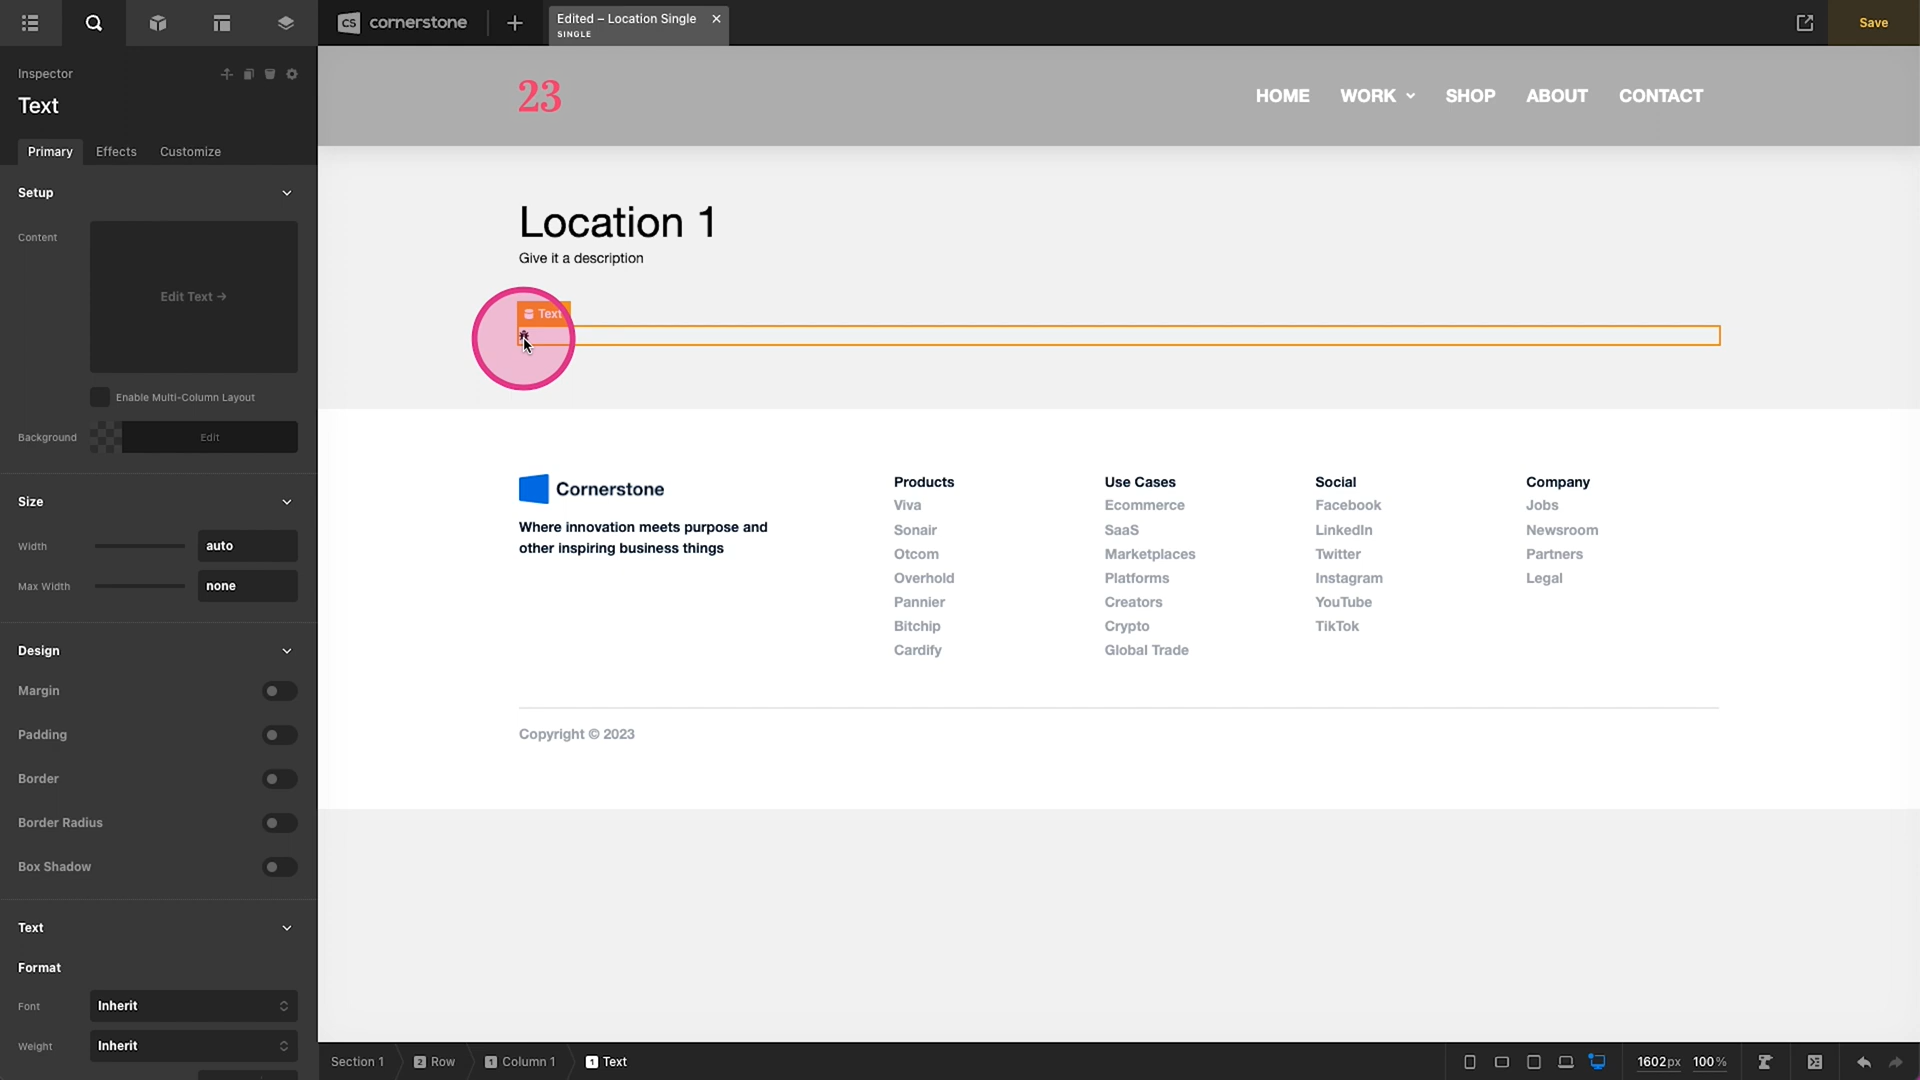 CS cornerstone
Edited – Location Single
SINGLE
Save
Inspector
Text
Primary Effects Customize
Setup
Content
Edit Text →
Enable Multi-Column Layout
Background Edit
Size
Width auto
Max Width none
Design
Margin
Padding
Border
Border Radius
Box Shadow
Text
Format
Font Inherit
Weight Inherit
23
HOME WORK SHOP ABOUT CONTACT
Location 1
Give it a description
Text
Cornerstone
Where innovation meets purpose and
other inspiring business things
Products
Viva
Sonair
Otcom
Overhold
Pannier
Bitchip
Cardify
Use Cases
Ecommerce
SaaS
Marketplaces
Platforms
Creators
Crypto
Global Trade
Social
Facebook
LinkedIn
Twitter
Instagram
YouTube
TikTok
Company
Jobs
Newsroom
Partners
Legal
Copyright © 2023
Section 1 2 Row 1 Column 1 1 Text
1602px 100%